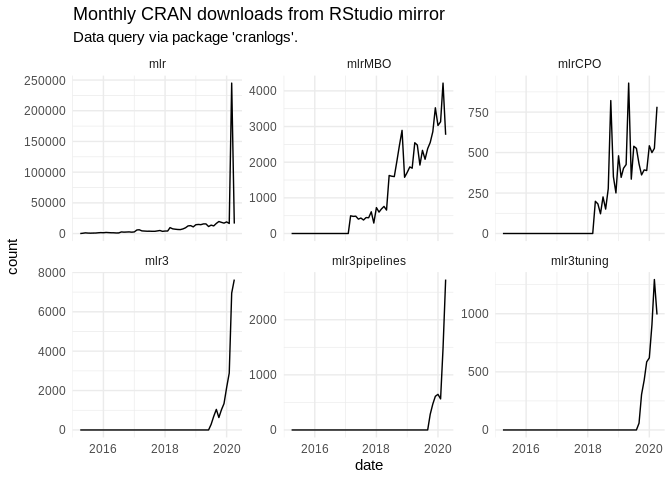 Monthly CRAN downloads from RStudio mirror
Data query via package 'cranlogs'.
mlr
mlrMBO
mlrCPO
250000
200000
150000
100000
50000
0
4000
3000
2000
1000
0
750
500
250
0
count
mlr3
mlr3pipelines
mlr3tuning
8000
6000
4000
2000
0
2000
1000
0
1000
500
0
2016 2018 2020
2016 2018 2020
2016 2018 2020
date